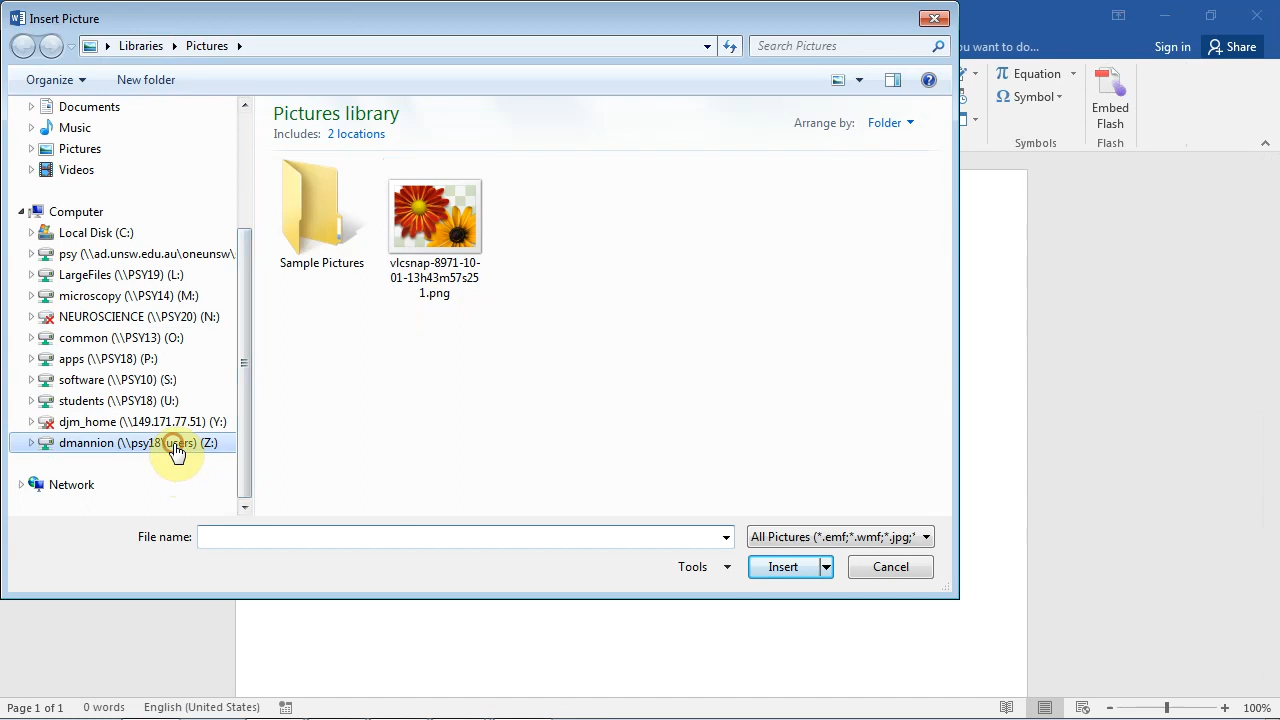 Insert Picture
Libraries Pictures
Search Pictures
Organize New folder
Documents
Music
Pictures
Videos
Computer
Local Disk (C:)
psy (\\ad.unsw.edu.au\oneunsw\
LargeFiles (\\PSY19) (L:)
microscopy (\\PSY14) (M:)
NEUROSCIENCE (\\PSY20) (N:)
common (\\PSY13) (O:)
apps (\\PSY18) (P:)
software (\\PSY10) (S:)
students (\\PSY18) (U:)
djm_home (\\149.171.77.51) (Y:)
dmannion (\\psy18\users) (Z:)
Network
Pictures library
Includes: 2 locations
Arrange by: Folder
Sample Pictures
vlcsnap-8971-10-
01-13h43m57s25
1.png
File name:
All Pictures (*.emf;*.wmf;*.jpg;*
Tools Insert Cancel
you want to do...
Sign in Share
Equation
Symbol
Symbols
Embed
Flash
Flash
Page 1 of 1 0 words English (United States) 100%